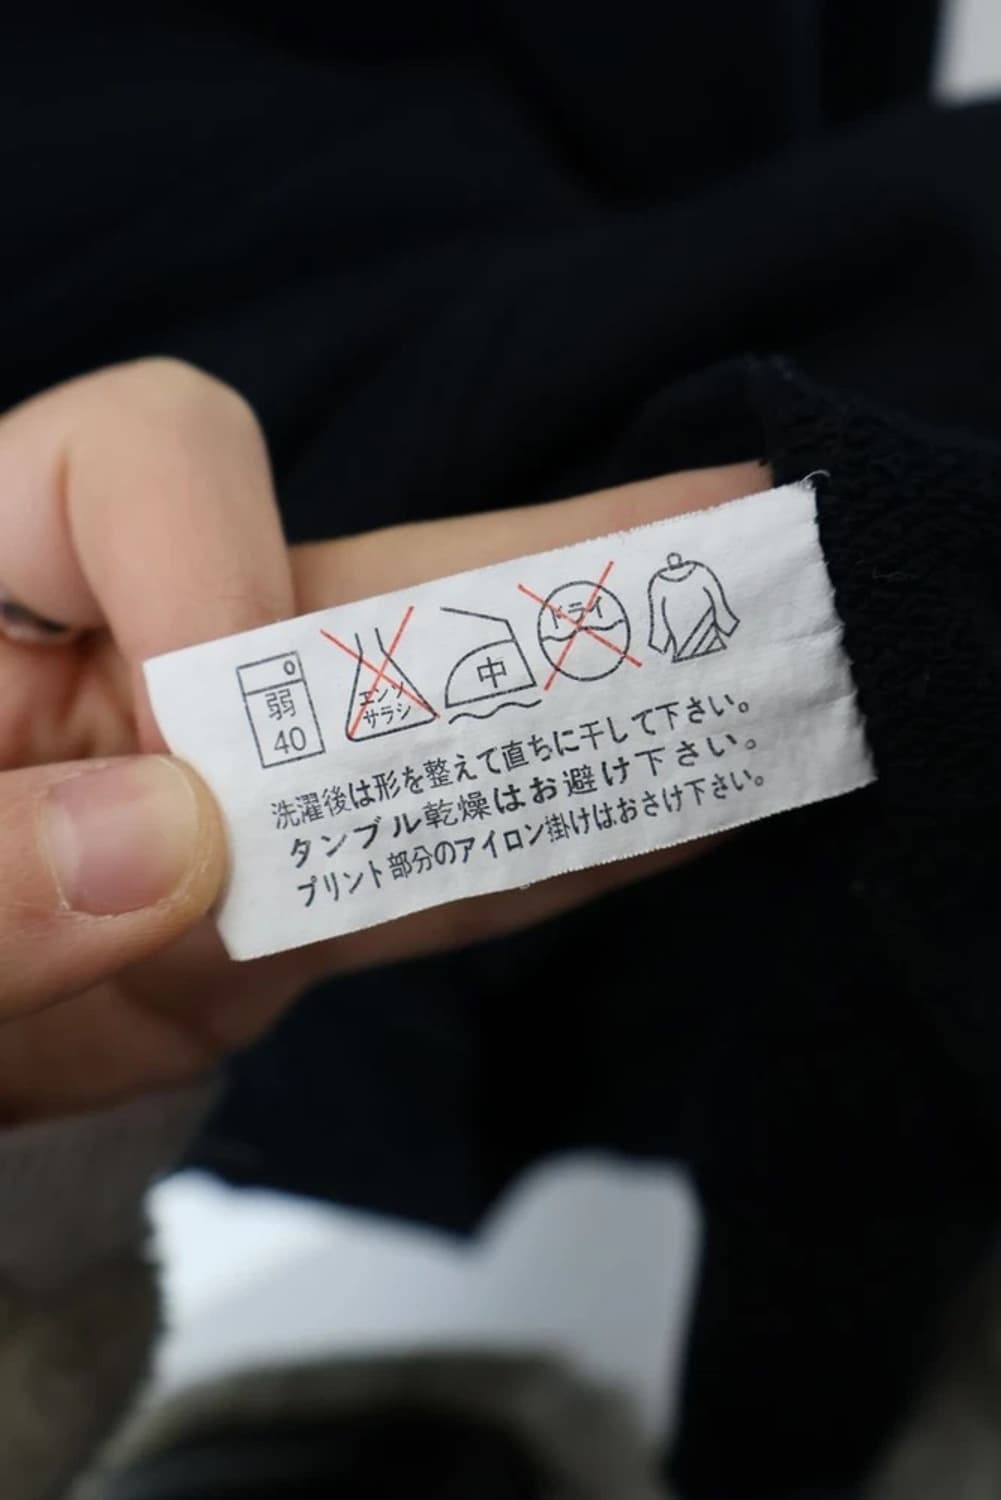 弱
40
エンソ
サラシ
中
ドライ
洗濯後は形を整えて直ちに干して下さい。
タンブル乾燥はお避け下さい。
プリント部分のアイロン掛けはおさけ下さい。